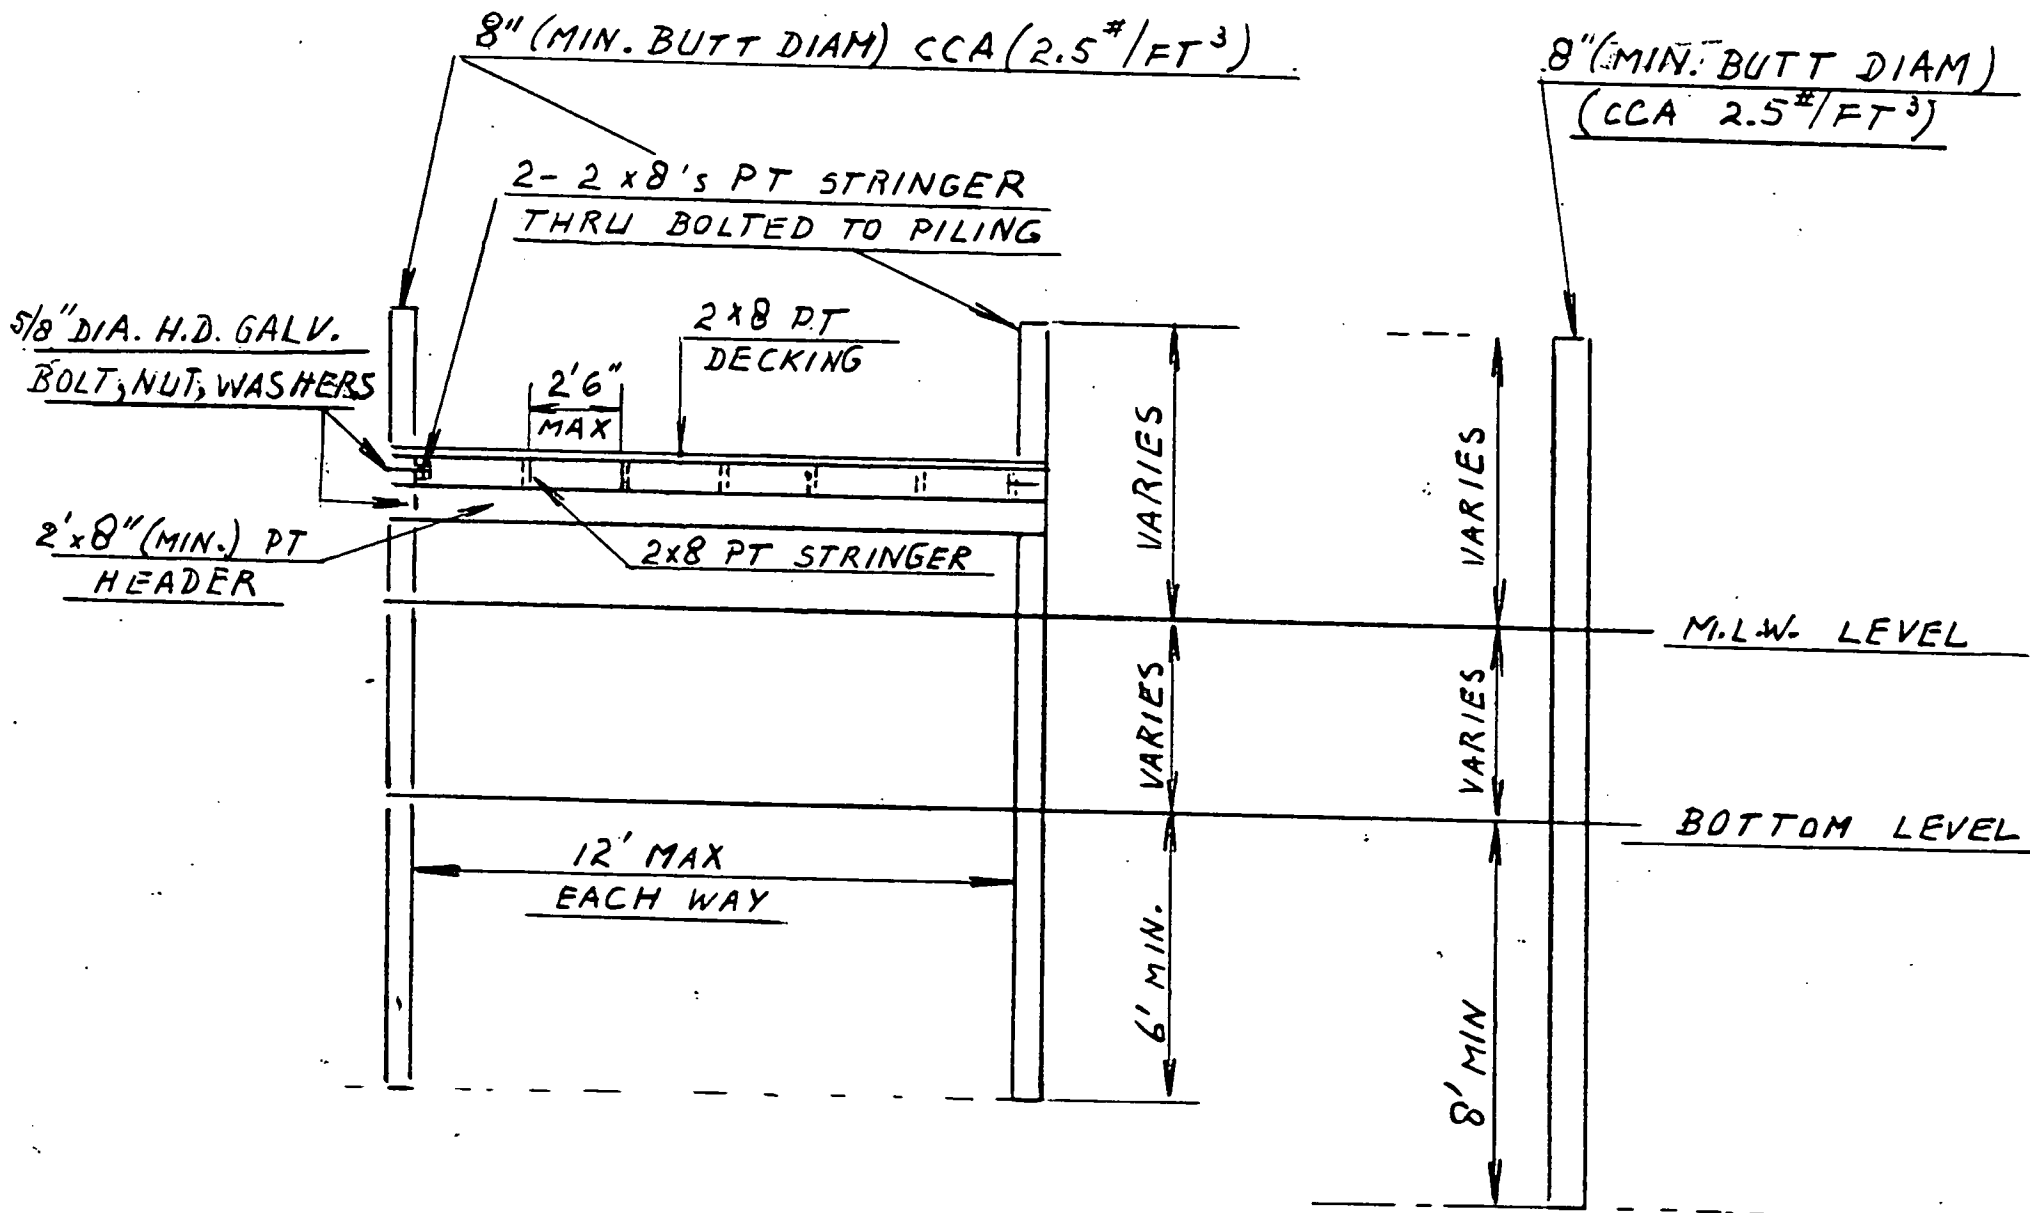 8" (MIN. BUTT DIAM) CCA (2.5#/FT³)
8" (MIN. BUTT DIAM)
(CCA 2.5#/FT³)
2- 2 x 8's PT STRINGER
THRU BOLTED TO PILING
5/8" DIA. H.D. GALV.
BOLT, NUT, WASHERS
2'6"
MAX
2x8 PT
DECKING
2'x8" (MIN.) PT
HEADER
2x8 PT STRINGER
VARIES
VARIES
M.L.W. LEVEL
VARIES
VARIES
BOTTOM LEVEL
12' MAX
EACH WAY
6' MIN.
8' MIN